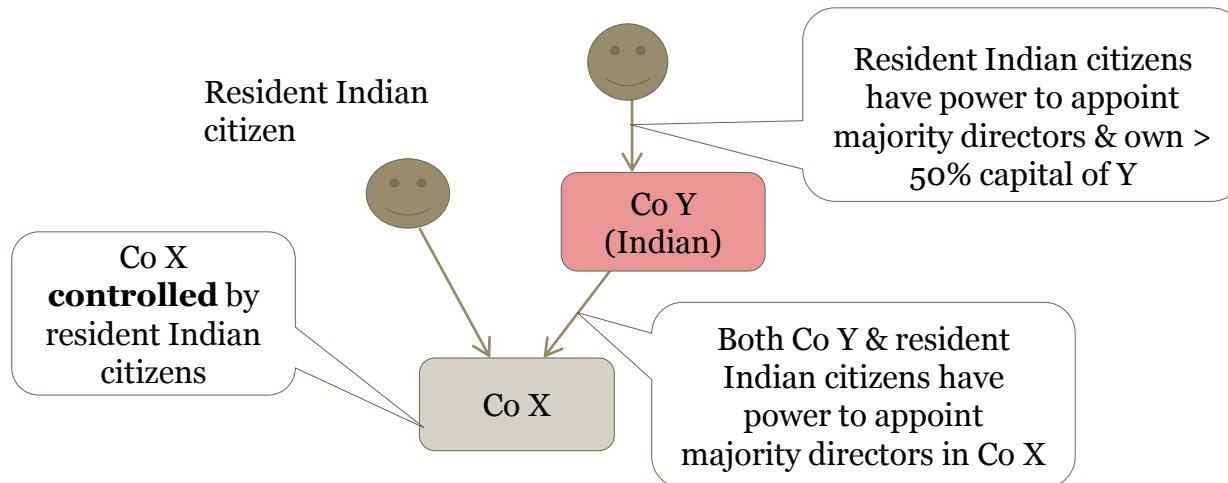 Resident Indian
citizen
Resident Indian citizens
have power to appoint
majority directors & own >
50% capital of Y
Co Y
(Indian)
Co X
controlled by
resident Indian
citizens
Co X
Both Co Y & resident
Indian citizens have
power to appoint
majority directors in Co X